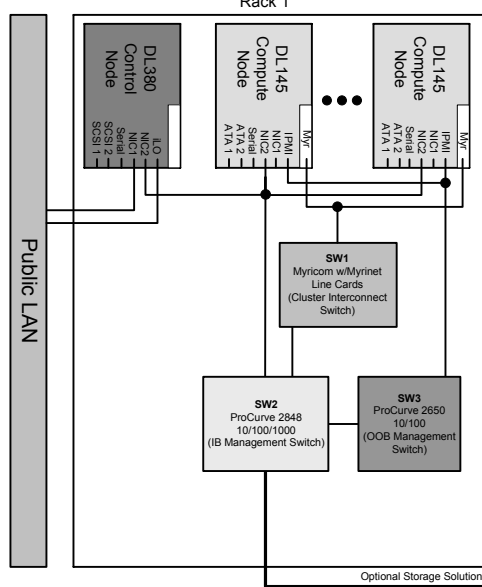 Rack 1
DL380
Control
Node
SCSI 1
SCSI 2
Serial
NIC1
NIC2
iLO
DL145
Compute
Node
ATA 1
ATA 2
Serial
NIC2
NIC1
IPMI
Myr
DL145
Compute
Node
ATA 1
ATA 2
Serial
NIC2
NIC1
IPMI
Myr
Public LAN
SW1
Myricom w/Myrinet
Line Cards
(Cluster Interconnect
Switch)
SW2
ProCurve 2848
10/100/1000
(IB Management Switch)
SW3
ProCurve 2650
10/100
(OOB Management
Switch)
Optional Storage Solution